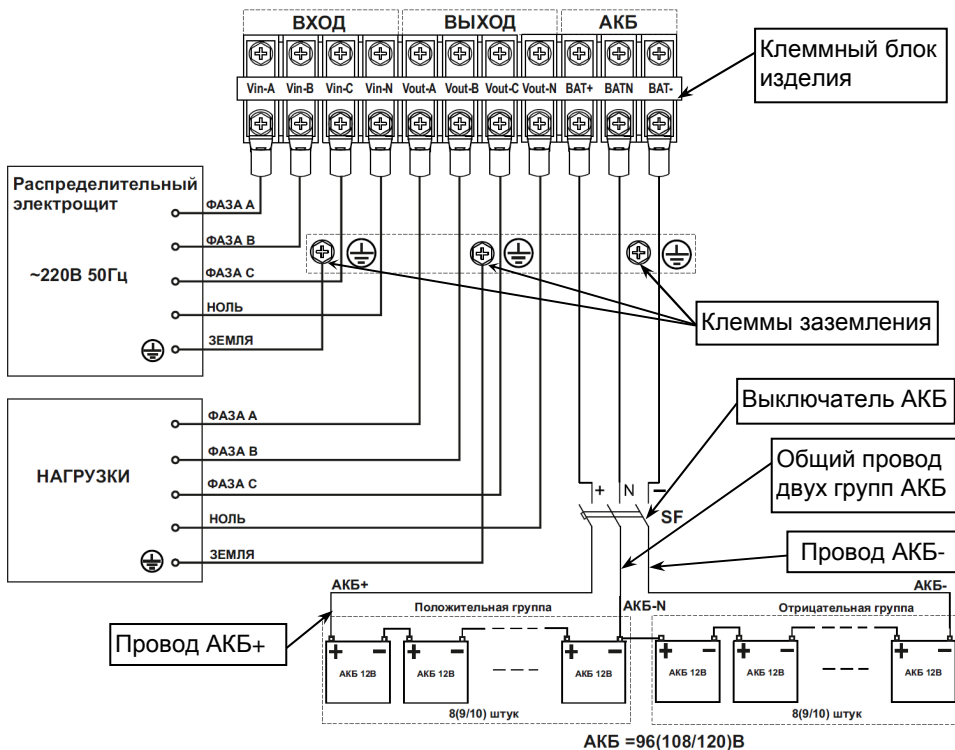 ВХОД ВЫХОД АКБ
Клеммный блок
изделия
Vin-A Vin-B Vin-C Vin-N Vout-A Vout-B Vout-C Vout-N BAT+ BATN BAT-
Распределительный
электрощит
~220В 50Гц
ФАЗА А
ФАЗА В
ФАЗА С
НОЛЬ
ЗЕМЛЯ
Клеммы заземления
НАГРУЗКИ
ФАЗА А
ФАЗА В
ФАЗА С
НОЛЬ
ЗЕМЛЯ
Выключатель АКБ
Общий провод
двух групп АКБ
Провод АКБ-
+ N −
SF
АКБ+
АКБ-N
АКБ-
Провод АКБ+
Положительная группа
Отрицательная группа
+ − + − + − + − + − + −
АКБ 12В АКБ 12В АКБ 12В АКБ 12В АКБ 12В АКБ 12В
8(9/10) штук
8(9/10) штук
АКБ =96(108/120)В